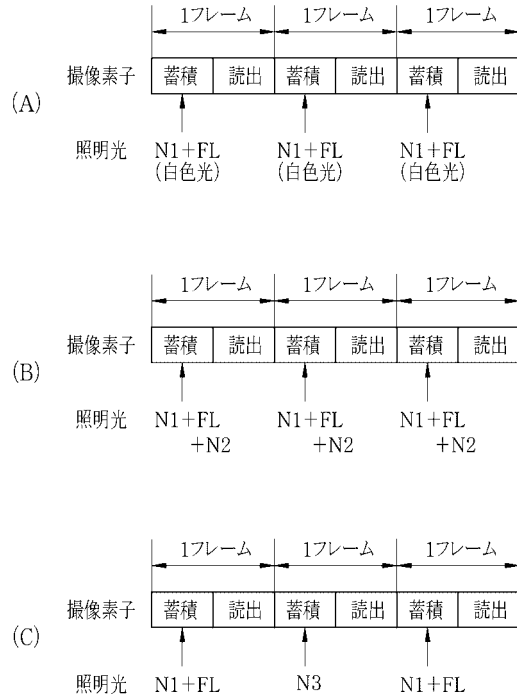 1フレーム 1フレーム 1フレーム
(A)
撮像素子 蓄積 読出 蓄積 読出 蓄積 読出
照明光 N1+FL N1+FL N1+FL
(白色光) (白色光) (白色光)
1フレーム 1フレーム 1フレーム
(B)
撮像素子 蓄積 読出 蓄積 読出 蓄積 読出
照明光 N1+FL N1+FL N1+FL
+N2 +N2 +N2
1フレーム 1フレーム 1フレーム
(C)
撮像素子 蓄積 読出 蓄積 読出 蓄積 読出
照明光 N1+FL N3 N1+FL